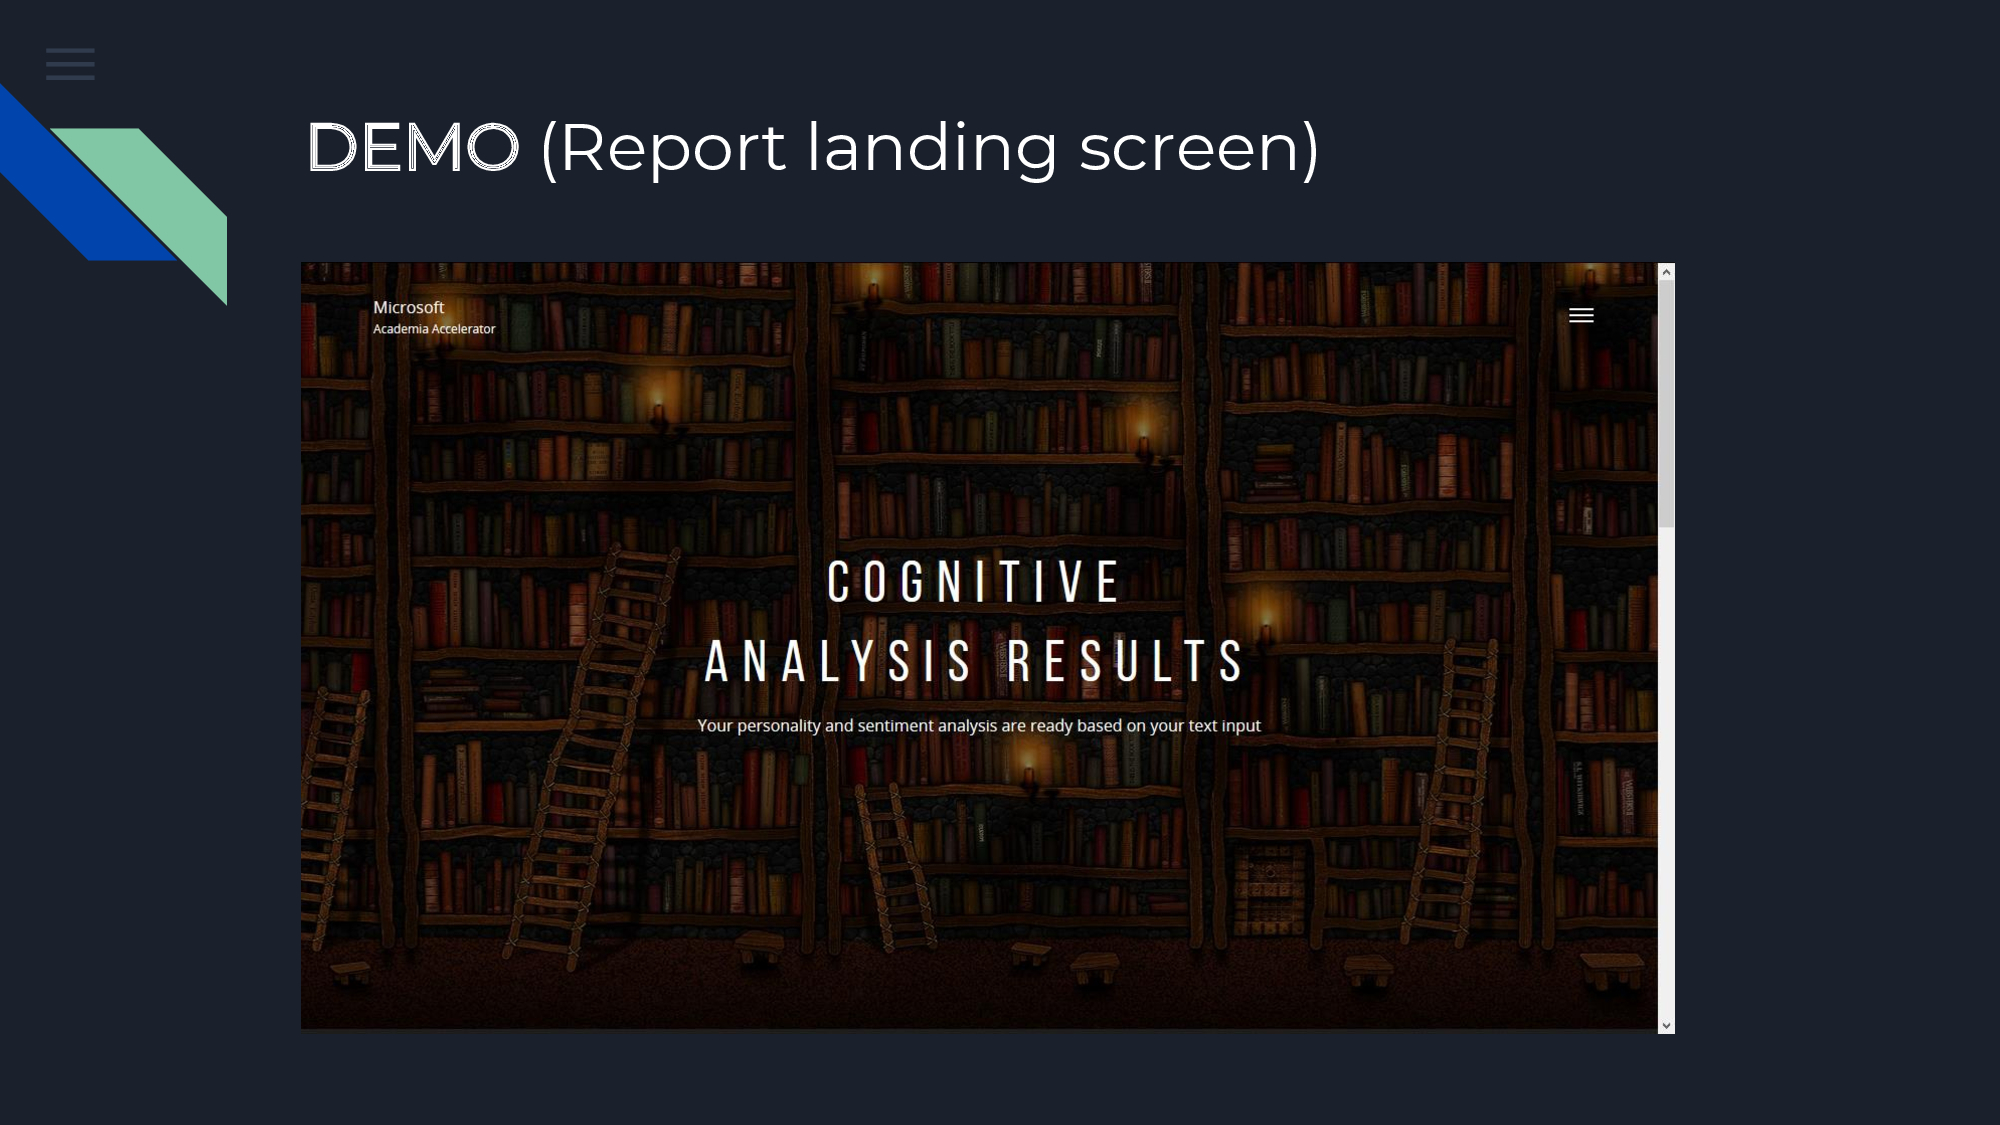 DEMO (Report landing screen)
Microsoft
Academia Accelerator
COGNITIVE
ANALYSIS RESULTS
Your personality and sentiment analysis are ready based on your text input